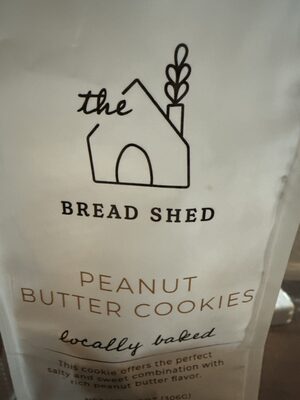 the
BREAD SHED
PEANUT
BUTTER COOKIES
locally baked
This cookie offers the perfect
salty and sweet combination with
rich peanut butter flavor.
(306G)